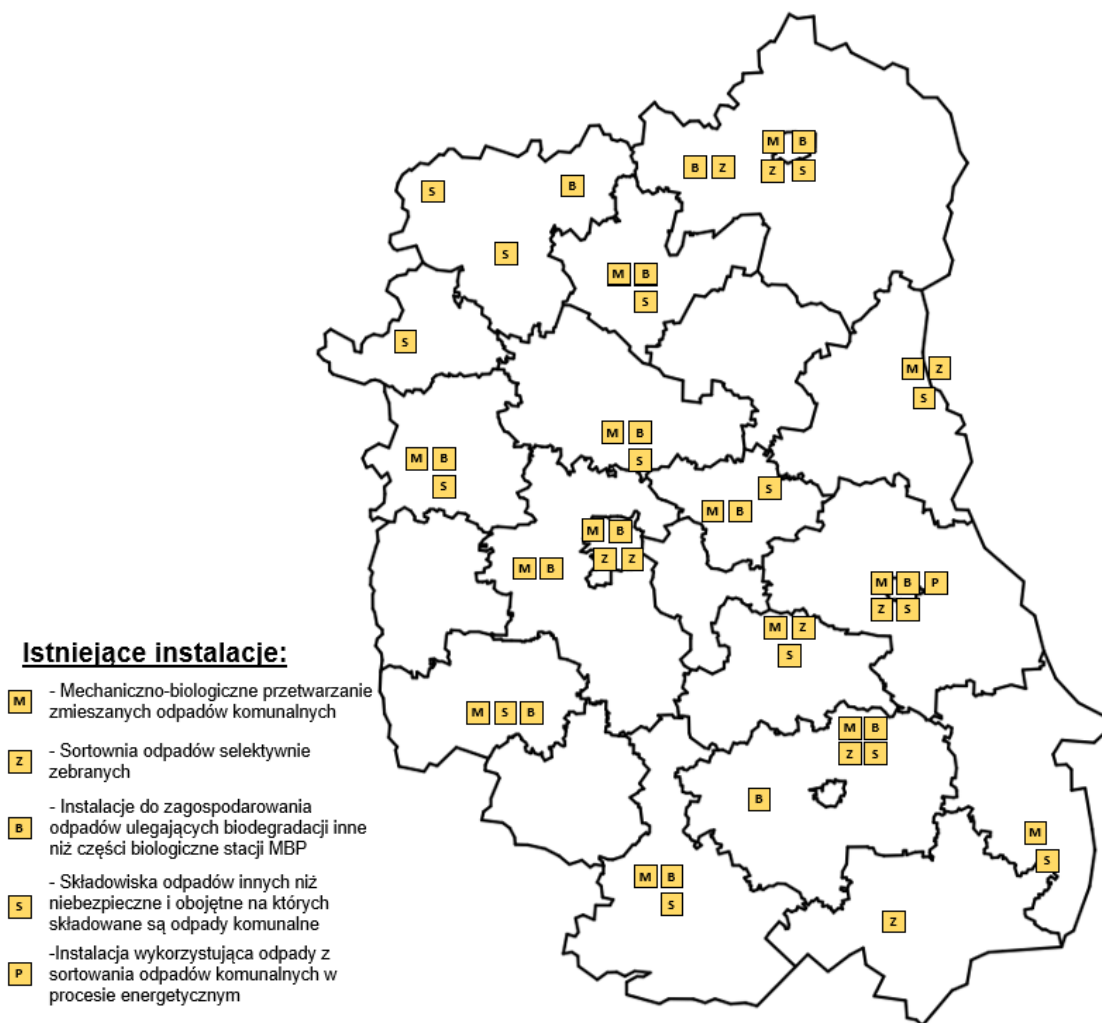 M B
B Z
Z S
S
B
S
M B
S
S
M Z
S
M B
S
M B
S
S
M B
M B
Z Z
M B
M B P
Z S
M Z
S
Istniejące instalacje:
M - Mechaniczno-biologiczne przetwarzanie
zmieszanych odpadów komunalnych
Z - Sortownia odpadów selektywnie
zebranych
B - Instalacje do zagospodarowania
odpadów ulegających biodegradacji inne
niż części biologiczne stacji MBP
S - Składowiska odpadów innych niż
niebezpieczne i obojętne na których
składowane są odpady komunalne
P -Instalacja wykorzystująca odpady z
sortowania odpadów komunalnych w
procesie energetycznym
M S B
M B
Z S
B
M
S
M B
S
Z